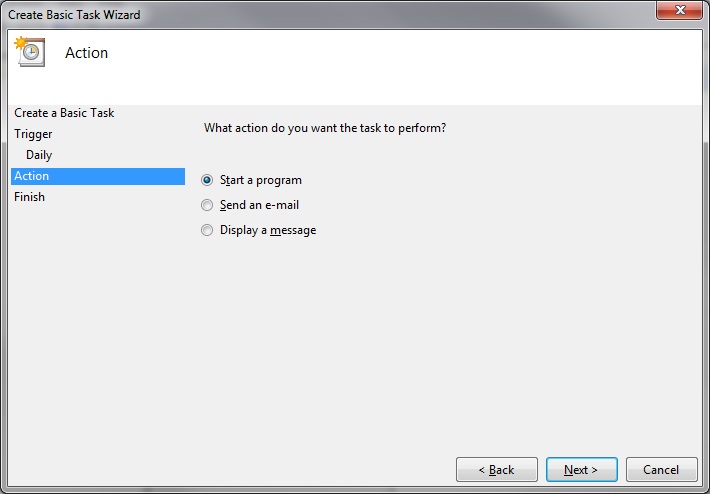 Create Basic Task Wizard
Action
Create a Basic Task
Trigger
Daily
Action
Finish
What action do you want the task to perform?
Start a program
Send an e-mail
Display a message
< Back
Next >
Cancel